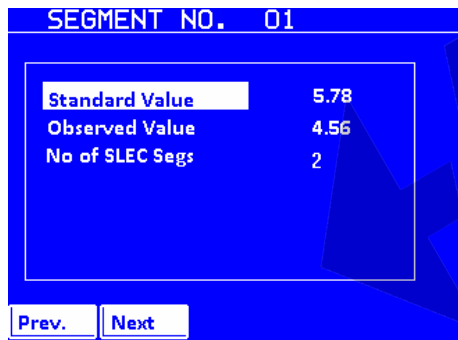 SEGMENT NO. 01
Standard Value 5.78
Observed Value 4.56
No of SLEC Segs 2
Prev. Next